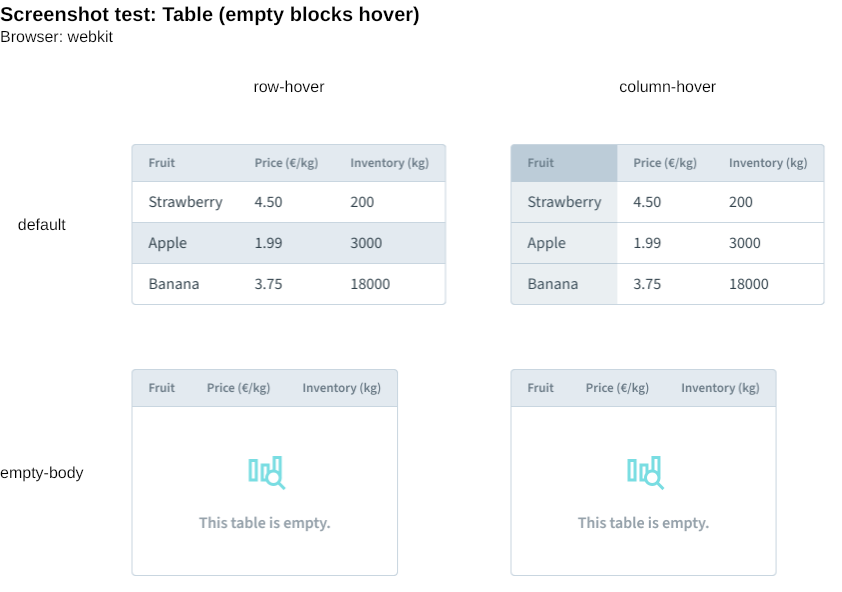 Screenshot test: Table (empty blocks hover)
Browser: webkit
row-hover column-hover
Fruit Price (€/kg) Inventory (kg) Fruit Price (€/kg) Inventory (kg)
Strawberry 4.50 200 Strawberry 4.50 200
default
Apple 1.99 3000 Apple 1.99 3000
Banana 3.75 18000 Banana 3.75 18000
Fruit Price (€/kg) Inventory (kg) Fruit Price (€/kg) Inventory (kg)
empty-body
This table is empty. This table is empty.